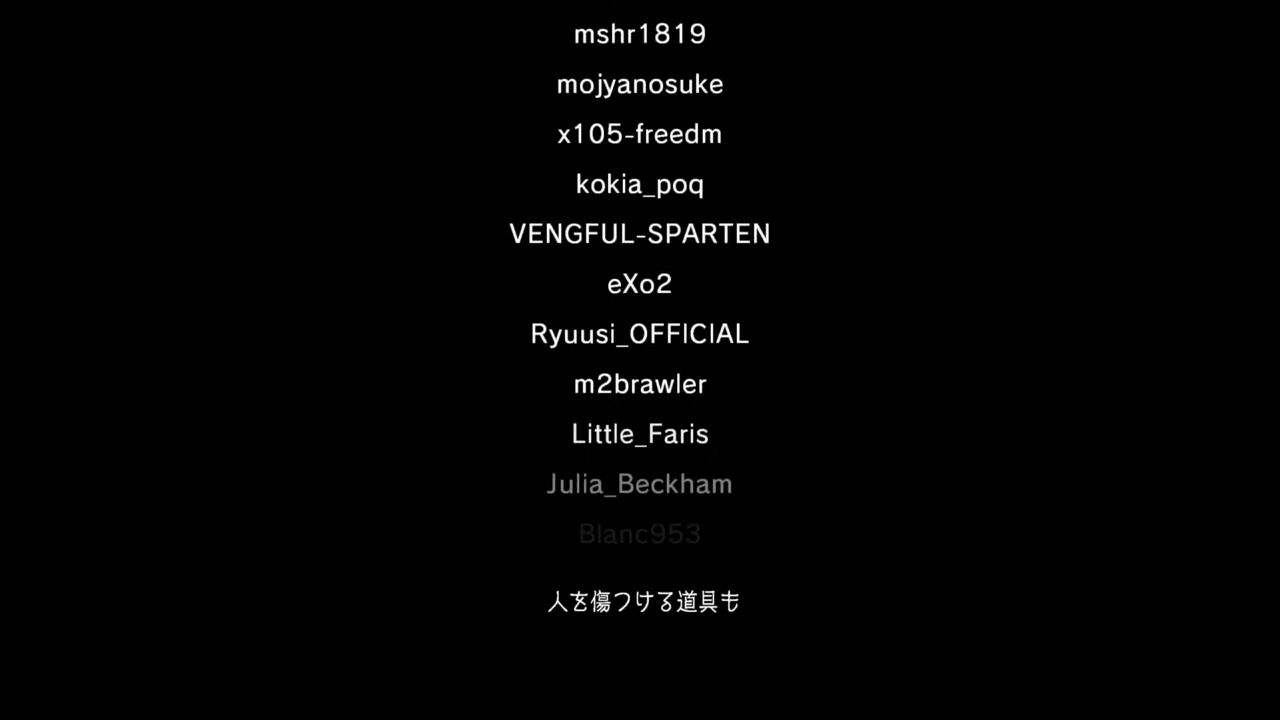 mshr1819
mojyanosuke
x105-freedm
kokia_poq
VENGFUL-SPARTEN
eXo2
Ryuusi_OFFICIAL
m2brawler
Little_Faris
Julia_Beckham
Blanc953
人を傷つける道具も